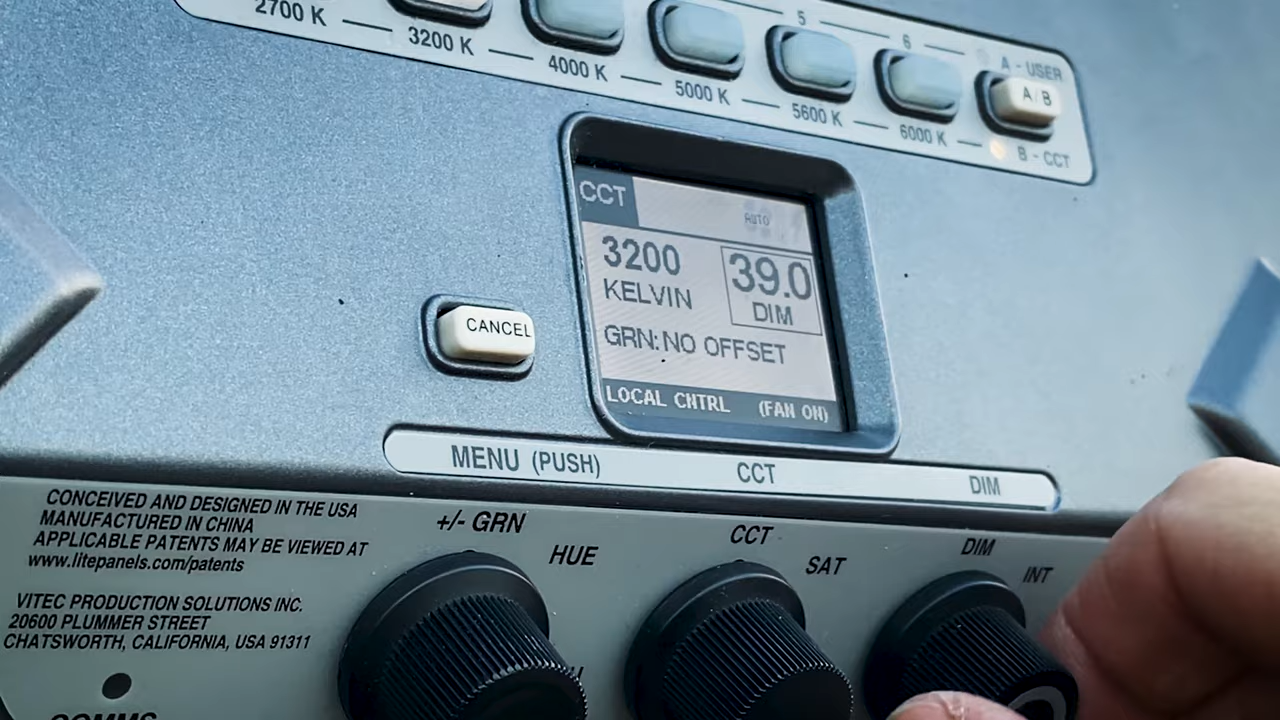 5
6
A - USER
2700 K
3200 K
4000 K
5000 K
5600 K
6000 K
A/B
B - CCT
CCT
AUTO
3200
39.0
KELVIN
DIM
GRN: NO OFFSET
LOCAL CNTRL (FAN ON)
CANCEL
MENU (PUSH)
CCT
DIM
CONCEIVED AND DESIGNED IN THE USA
MANUFACTURED IN CHINA
APPLICABLE PATENTS MAY BE VIEWED AT
www.litepanels.com/patents
VITEC PRODUCTION SOLUTIONS INC.
20600 PLUMMER STREET
CHATSWORTH, CALIFORNIA, USA 91311
+/- GRN
HUE
CCT
SAT
DIM
INT
COMMS